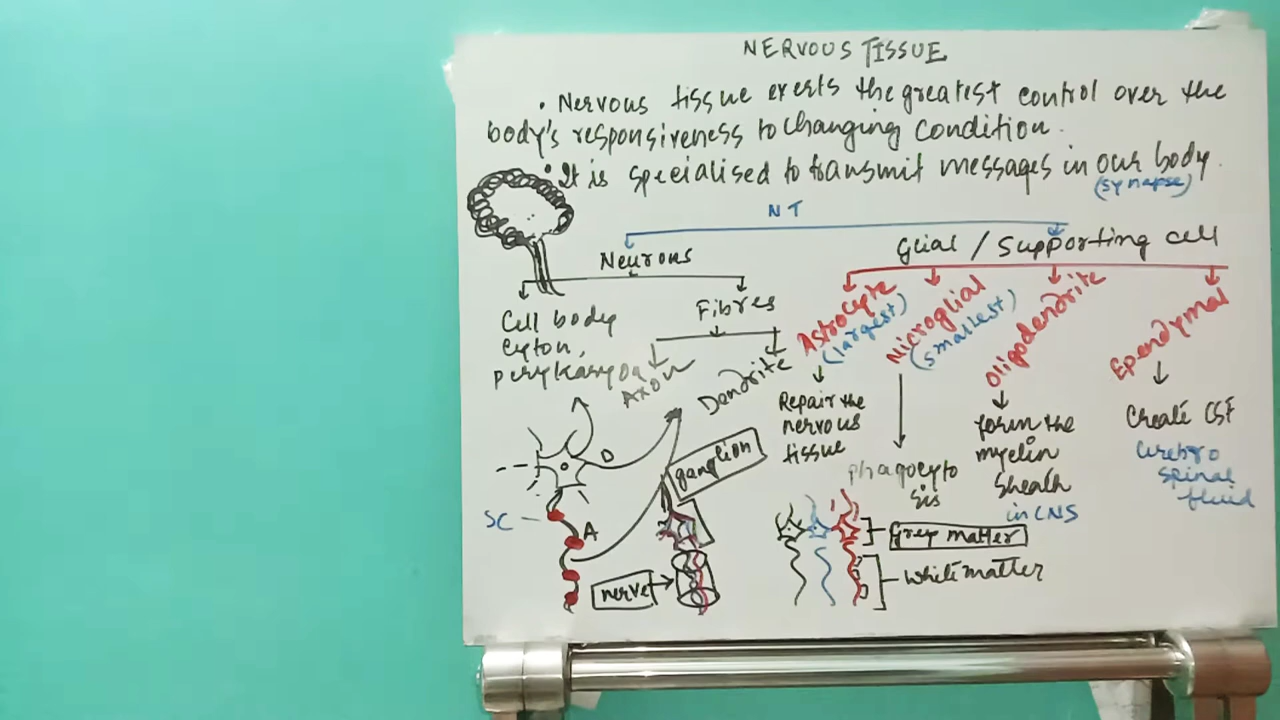 NERVOUS TISSUE
• Nervous tissue exerts the greatest control over the
body's responsiveness to changing condition.
• It is specialised to transmit messages in our body.
(synapse)
NT
Neurous
Glial / Supporting cell
Cell body
Cyton,
perykaryon
Fibres
Axon
Dendrite
Astrocyte
(largest)
Microglial
(smallest)
Oligodendrite
Ependymal
Repair the
nervous
tissue
phagocyto
sis
form the
myelin
sheath
in CNS
Create CSF
Cerebro
spinal
fluid
D
SC
A
ganglion
nerve
Grey matter
White matter